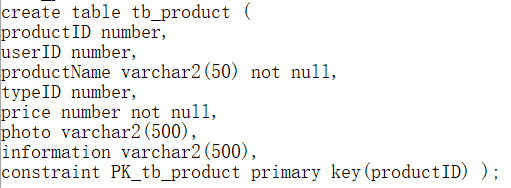 create table tb_product (
productID number,
userID number,
productName varchar2(50) not null,
typeID number,
price number not null,
photo varchar2(500),
information varchar2(500),
constraint PK_tb_product primary key(productID) );